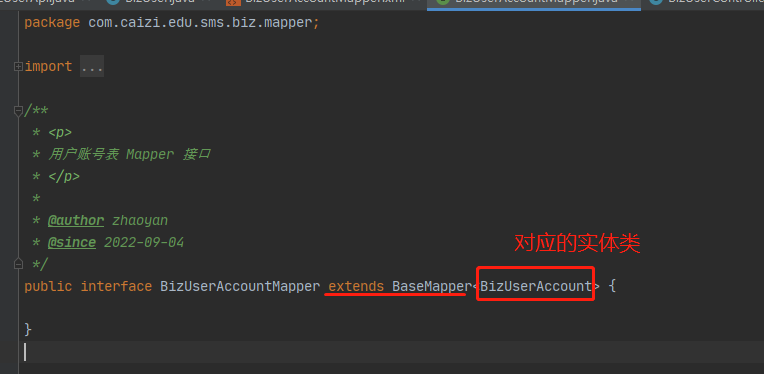 package com.caizi.edu.sms.biz.mapper;
import ...
/**
* <p>
* 用户账号表 Mapper 接口
* </p>
*
* @author zhaoyan
* @since 2022-09-04
*/
对应的实体类
public interface BizUserAccountMapper extends BaseMapper<BizUserAccount> {
}